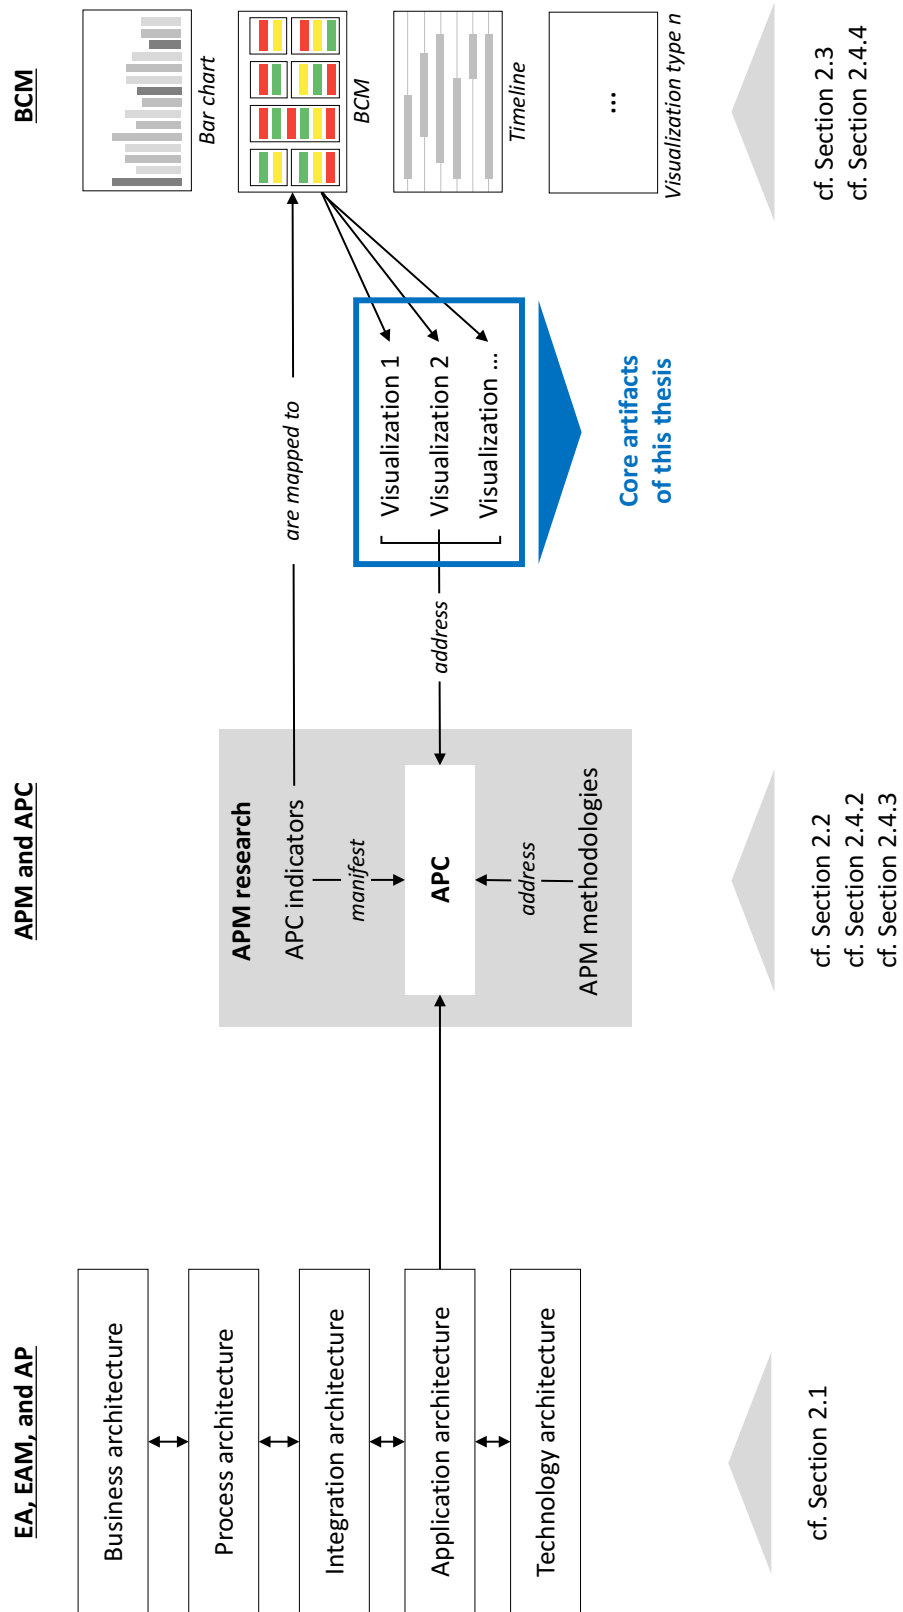 EA, EAM, and AP
Business architecture
Process architecture
Integration architecture
Application architecture
Technology architecture
cf. Section 2.1
APM and APC
APM research
APC indicators
manifest
APC
address
APM methodologies
cf. Section 2.2
cf. Section 2.4.2
cf. Section 2.4.3
are mapped to
address
Visualization 1
Visualization 2
Visualization ...
Core artifacts
of this thesis
BCM
Bar chart
BCM
Timeline
...
Visualization type n
cf. Section 2.3
cf. Section 2.4.4